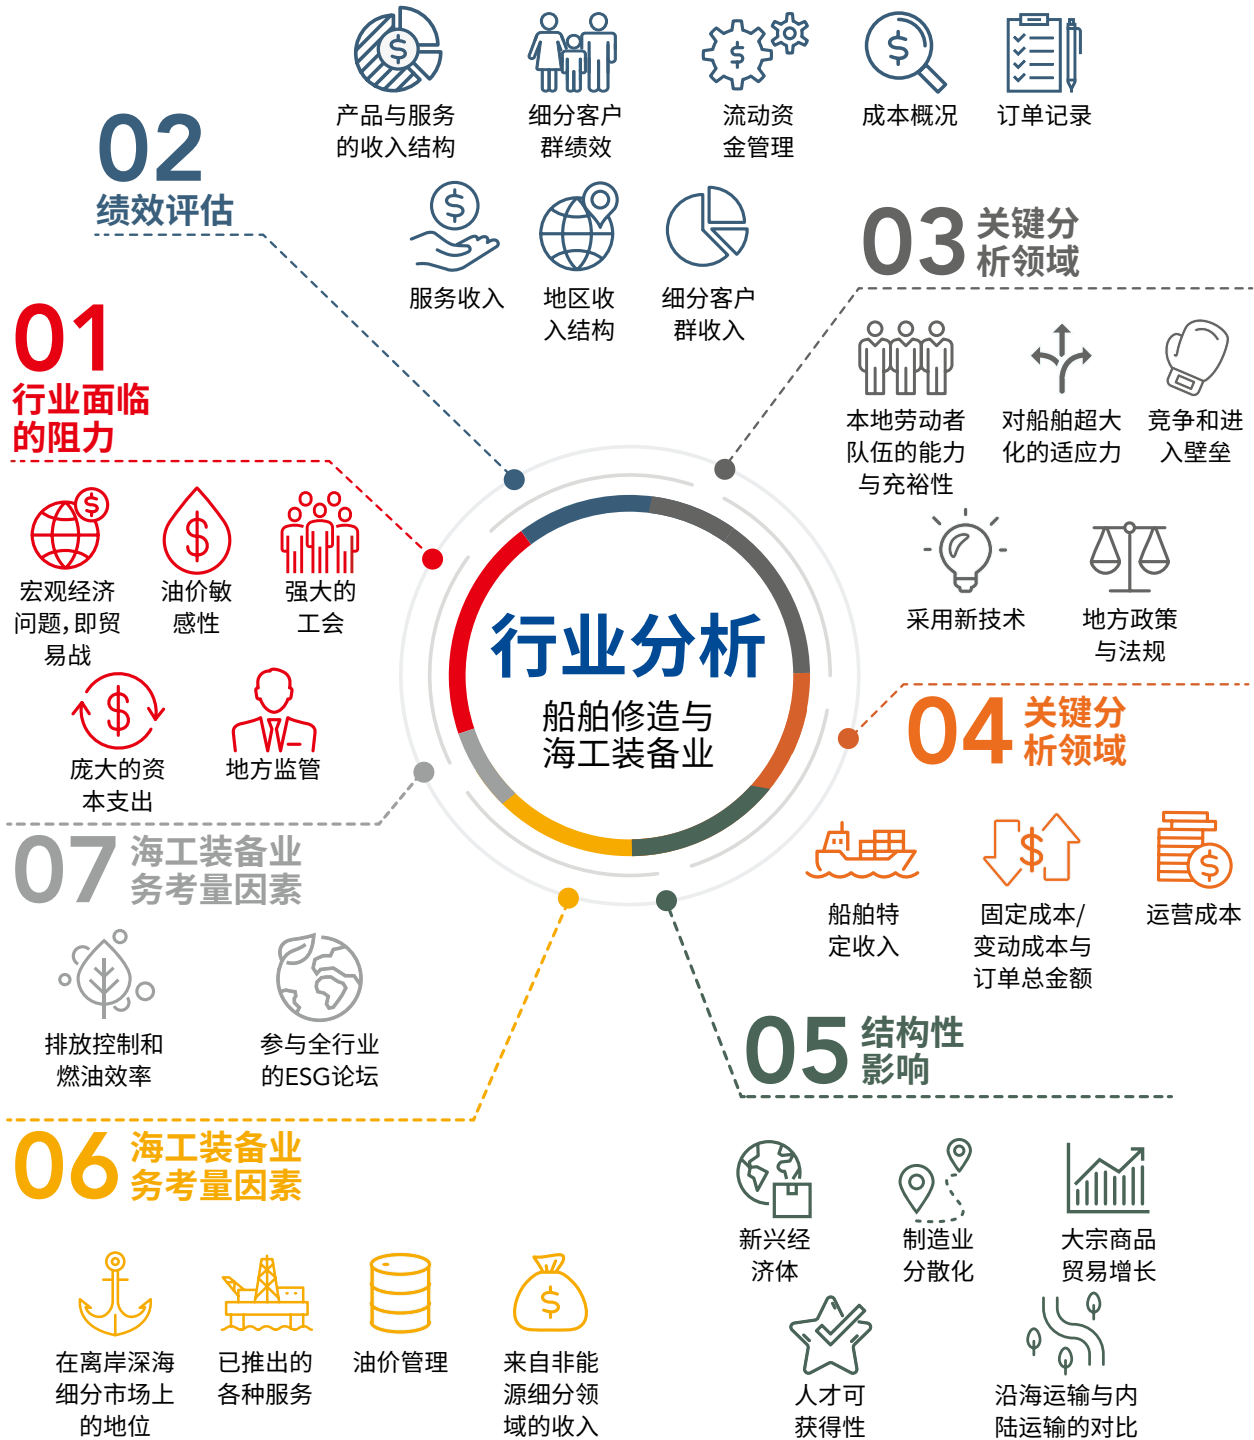 行业分析
船舶修造与
海工装备业
01
行业面临
的阻力
宏观经济
问题，即贸
易战
油价敏
感性
强大的
工会
庞大的资
本支出
地方监管
02
绩效评估
产品与服务
的收入结构
细分客户
群绩效
流动资
金管理
成本概况
订单记录
服务收入
地区收
入结构
细分客户
群收入
03
关键分
析领域
本地劳动者
队伍的能力
与充裕性
对船舶超大
化的适应力
竞争和进
入壁垒
采用新技术
地方政策
与法规
04
关键分
析领域
船舶特
定收入
固定成本/
变动成本与
订单总金额
运营成本
05
结构性
影响
新兴经
济体
制造业
分散化
大宗商品
贸易增长
人才可
获得性
沿海运输与内
陆运输的对比
06
海工装备业
务考量因素
在离岸深海
细分市场上
的地位
已推出的
各种服务
油价管理
来自非能
源细分领
域的收入
07
海工装备业
务考量因素
排放控制和
燃油效率
参与全行业
的ESG论坛